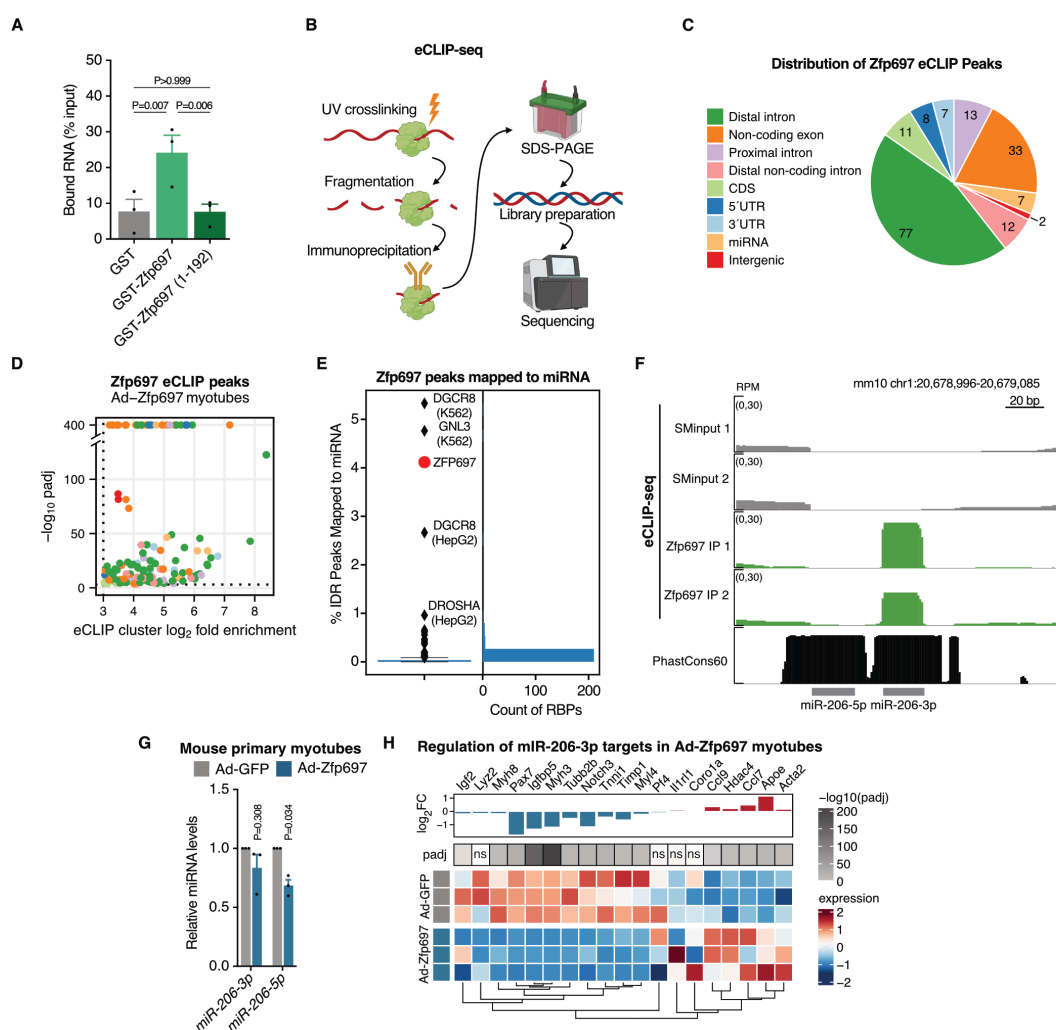 A
50
40
30
20
10
0
Bound RNA (% input)
P>0.999
P=0.007
P=0.006
GST
GST-Zfp697
GST-Zfp697 (1-192)
B
eCLIP-seq
UV crosslinking
Fragmentation
Immunoprecipitation
SDS-PAGE
Library preparation
Sequencing
C
Distribution of Zfp697 eCLIP Peaks
Distal intron
Non-coding exon
Proximal intron
Distal non-coding intron
CDS
5´UTR
3´UTR
miRNA
Intergenic
13
33
7
2
12
77
11
8
7
D
Zfp697 eCLIP peaks
Ad–Zfp697 myotubes
400
100
50
0
–log10 padj
3 4 5 6 7 8
eCLIP cluster log2 fold enrichment
E
Zfp697 peaks mapped to miRNA
5
4
3
2
1
0
% IDR Peaks Mapped to miRNA
DGCR8
(K562)
GNL3
(K562)
ZFP697
DGCR8
(HepG2)
DROSHA
(HepG2)
0 100 200
Count of RBPs
F
RPM
mm10 chr1:20,678,996-20,679,085
20 bp
eCLIP-seq
(0,30)
SMinput 1
(0,30)
SMinput 2
(0,30)
Zfp697 IP 1
(0,30)
Zfp697 IP 2
PhastCons60
miR-206-5p miR-206-3p
G
Mouse primary myotubes
Ad-GFP Ad-Zfp697
1.5
1.0
0.5
0.0
Relative miRNA levels
P=0.308
P=0.034
miR-206-3p
miR-206-5p
H
Regulation of mIR-206-3p targets in Ad-Zfp697 myotubes
Igf2 Lyz2 Myh8 Pax7 Igfbp5 Myh3 Tubb2b Notch3 Tnni1 Timp1 Myl4 Pf4 Il1rl1 Coro1a Ccl9 Hdac4 Ccl7 Apoe Acta2
log2FC
1
0
−1
padj
ns ns ns ns
Ad-GFP
Ad-Zfp697
−log10(padj)
200
150
100
50
0
expression
2
1
0
−1
−2